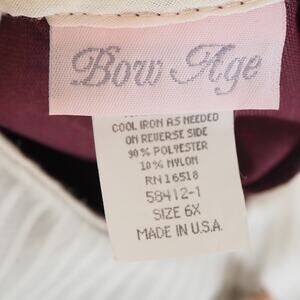 Bow Age
COOL IRON AS NEEDED
ON REVERSE SIDE
90% POLYESTER
10% NYLON
RN 16518
58412-1
SIZE 6X
MADE IN U.S.A.